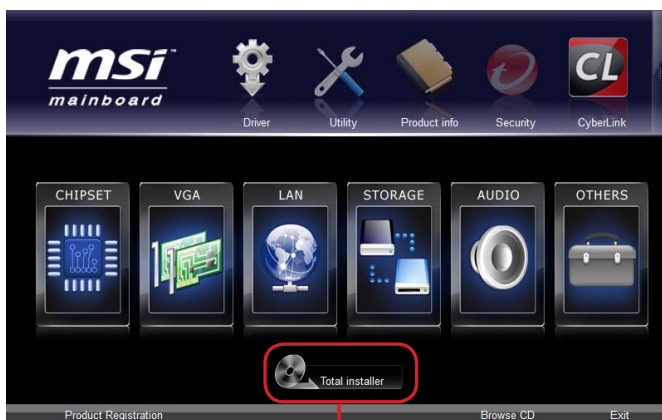 msi™
mainboard
Driver Utility Product info Security CyberLink
CL
CHIPSET VGA LAN STORAGE AUDIO OTHERS
Total installer
Product Registration Browse CD Exit